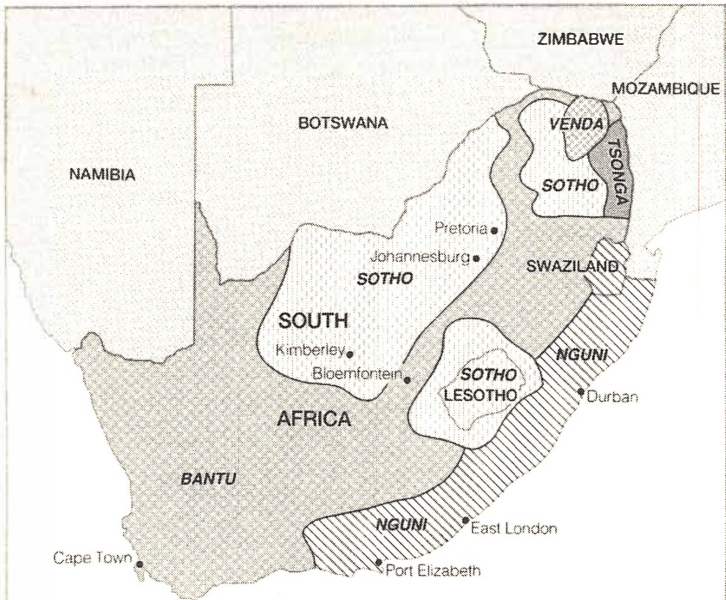 ZIMBABWE
MOZAMBIQUE
BOTSWANA
VENDA
TSONGA
NAMIBIA
SOTHO
Pretoria
Johannesburg
SWAZILAND
SOTHO
SOUTH
Kimberley
NGUNI
Bloemfontein
SOTHO
LESOTHO
Durban
AFRICA
BANTU
NGUNI
East London
Cape Town
Port Elizabeth